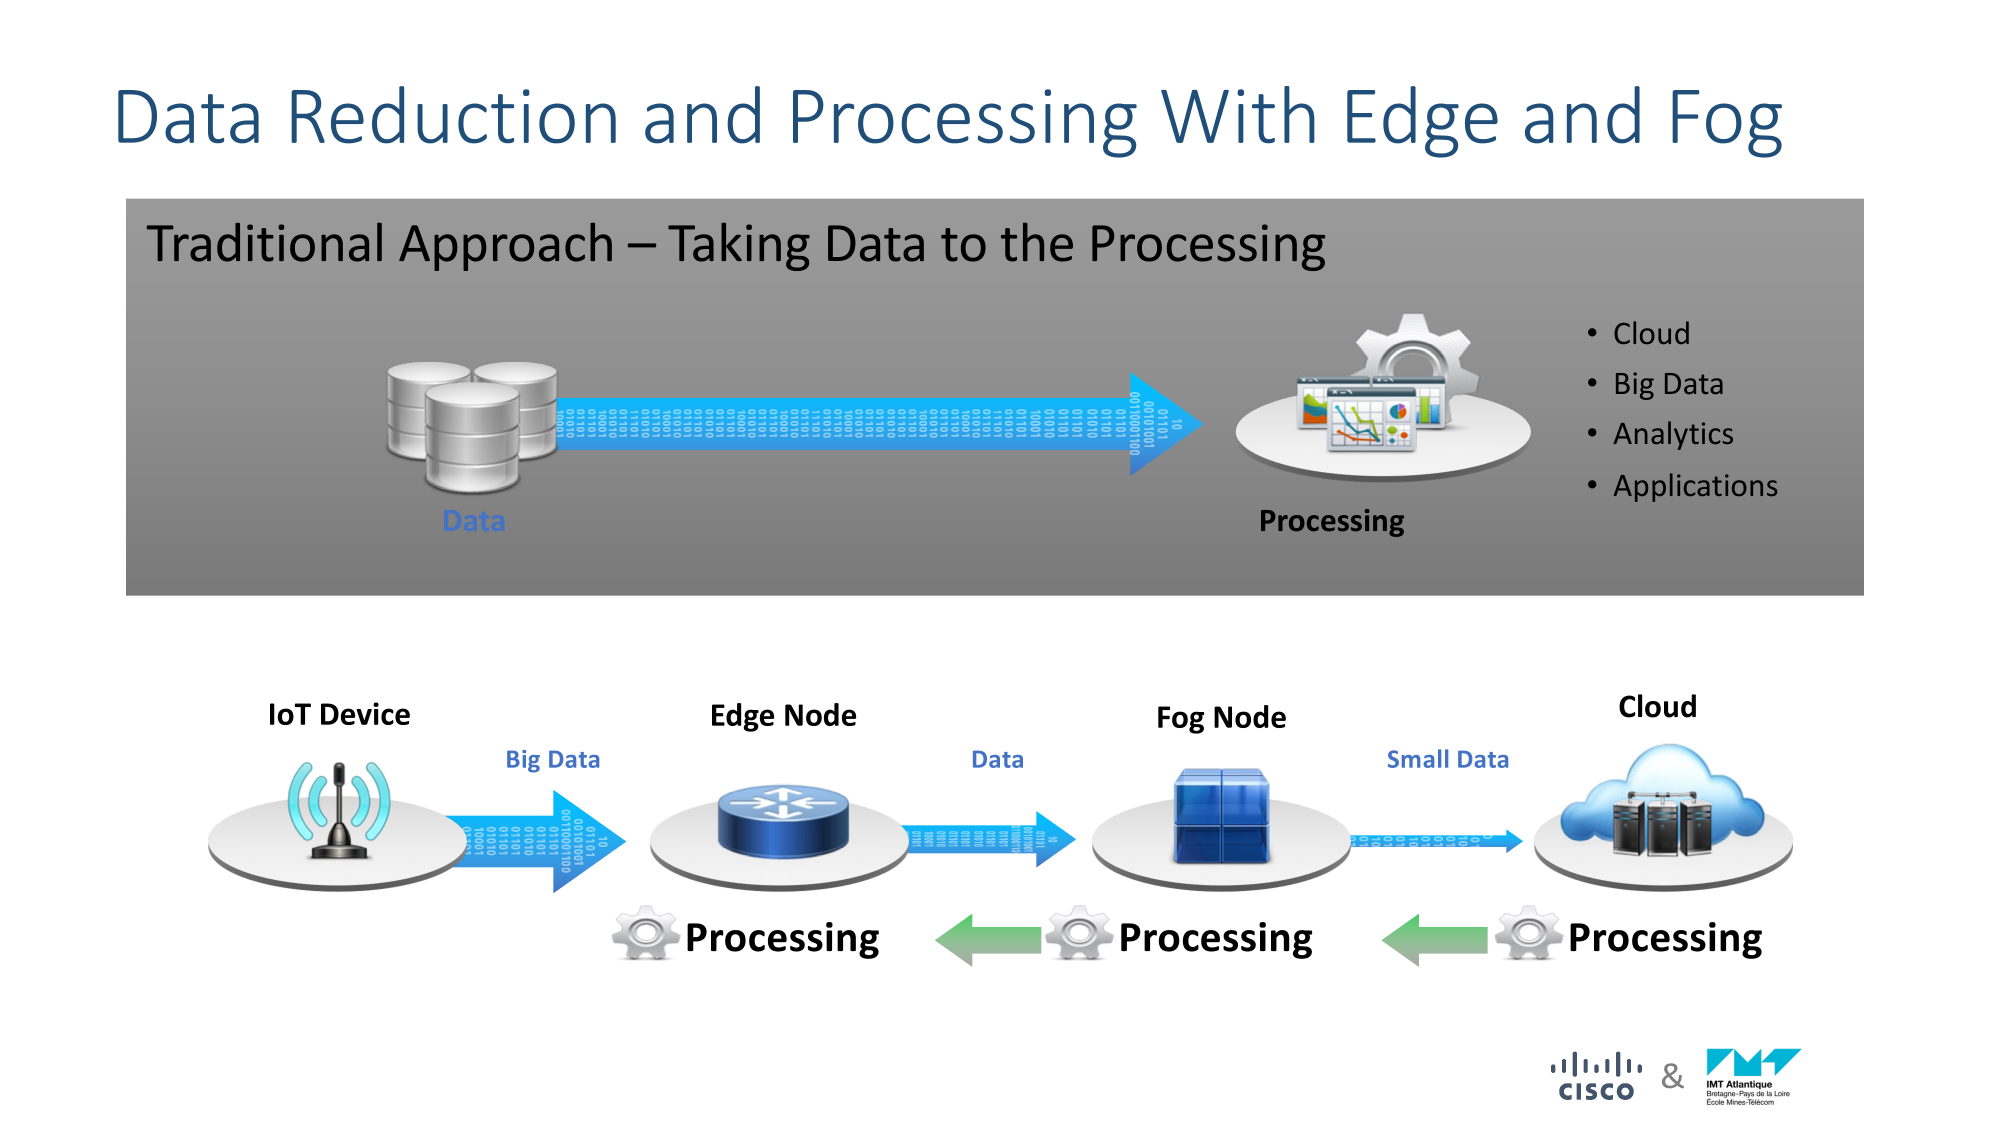 Data Reduction and Processing With Edge and Fog
Traditional Approach – Taking Data to the Processing
Data
Processing
• Cloud
• Big Data
• Analytics
• Applications
IoT Device
Big Data
Edge Node
Data
Fog Node
Small Data
Cloud
Processing
Processing
Processing
CISCO
&
IMT Atlantique
Bretagne-Pays de la Loire
École Mines-Télécom